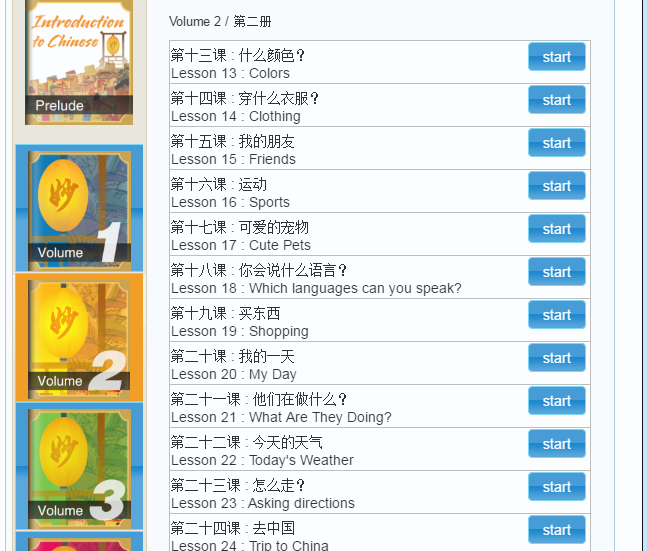 Introduction
to Chinese
Prelude
妙
1
Volume
妙
2
Volume
妙
3
Volume
Volume 2 / 第二册
第十三课 : 什么颜色?
Lesson 13 : Colors
start
第十四课 : 穿什么衣服?
Lesson 14 : Clothing
start
第十五课 : 我的朋友
Lesson 15 : Friends
start
第十六课 : 运动
Lesson 16 : Sports
start
第十七课 : 可爱的宠物
Lesson 17 : Cute Pets
start
第十八课 : 你会说什么语言?
Lesson 18 : Which languages can you speak?
start
第十九课 : 买东西
Lesson 19 : Shopping
start
第二十课 : 我的一天
Lesson 20 : My Day
start
第二十一课 : 他们在做什么?
Lesson 21 : What Are They Doing?
start
第二十二课 : 今天的天气
Lesson 22 : Today's Weather
start
第二十三课 : 怎么走?
Lesson 23 : Asking directions
start
第二十四课 : 去中国
Lesson 24 : Trip to China
start